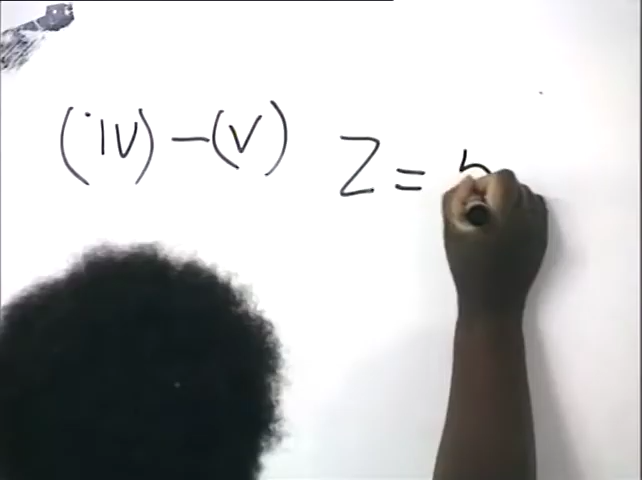 (iv) – (v) Z =